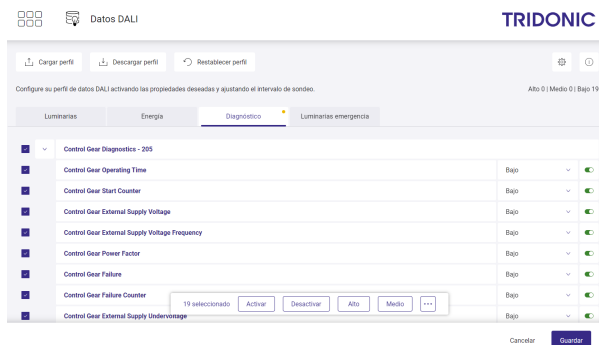 Datos DALI
TRIDONIC
Cargar perfil
Descargar perfil
Restablecer perfil
Configure su perfil de datos DALI activando las propiedades deseadas y ajustando el intervalo de sondeo.
Alto 0 | Medio 0 | Bajo 19
Luminarias
Energía
Diagnóstico
Luminarias emergencia
Control Gear Diagnostics - 205
Control Gear Operating Time
Bajo
Control Gear Start Counter
Bajo
Control Gear External Supply Voltage
Bajo
Control Gear External Supply Voltage Frequency
Bajo
Control Gear Power Factor
Bajo
Control Gear Failure
Bajo
Control Gear Failure Counter
Bajo
19 seleccionado
Activar
Desactivar
Alto
Medio
Control Gear External Supply Undervoltage
Bajo
Cancelar
Guardar